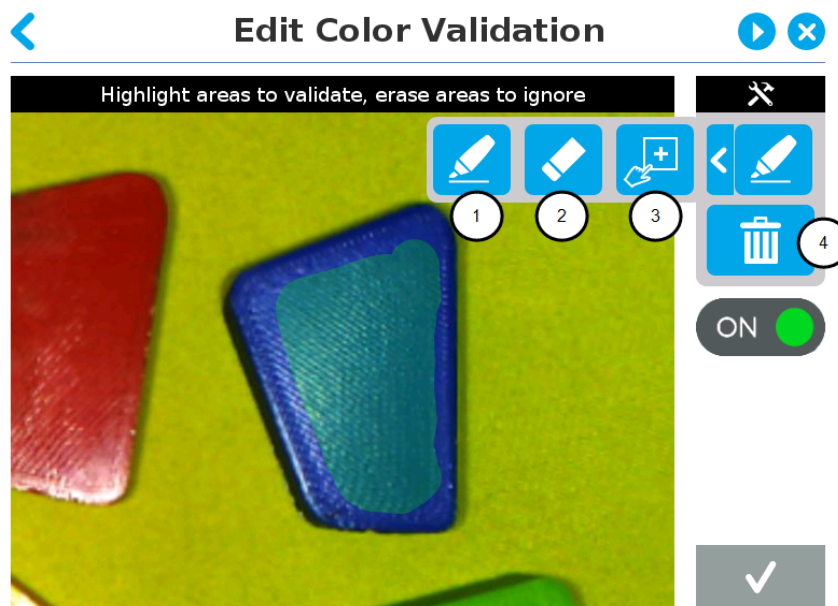 Edit Color Validation
Highlight areas to validate, erase areas to ignore
1
2
3
4
ON